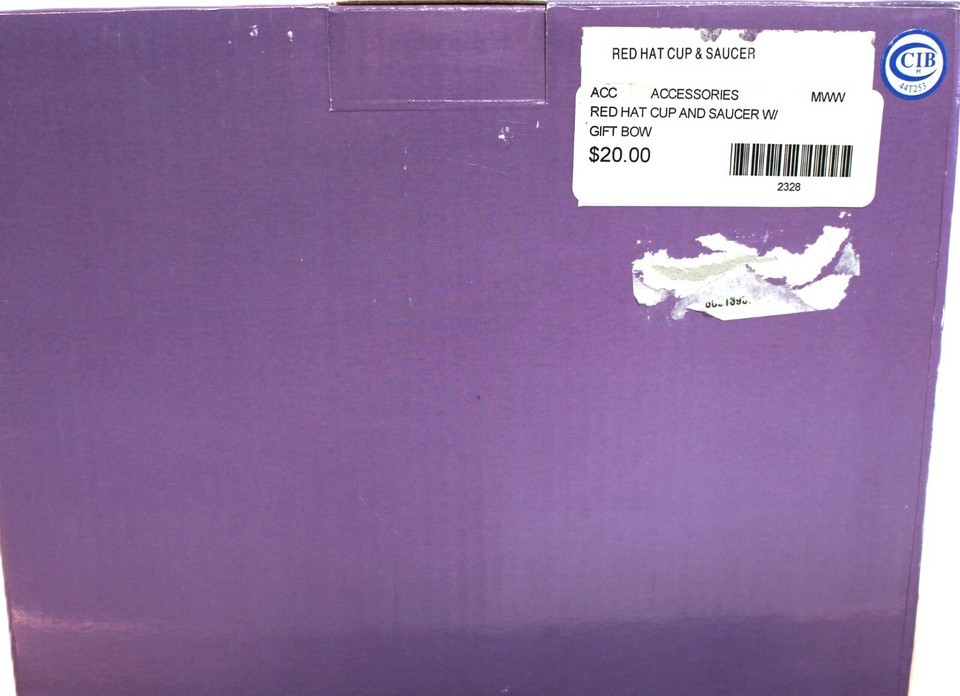 RED HAT CUP & SAUCER
ACC ACCESSORIES MWW
RED HAT CUP AND SAUCER W/
GIFT BOW
$20.00
2328
CIB
M
44T253